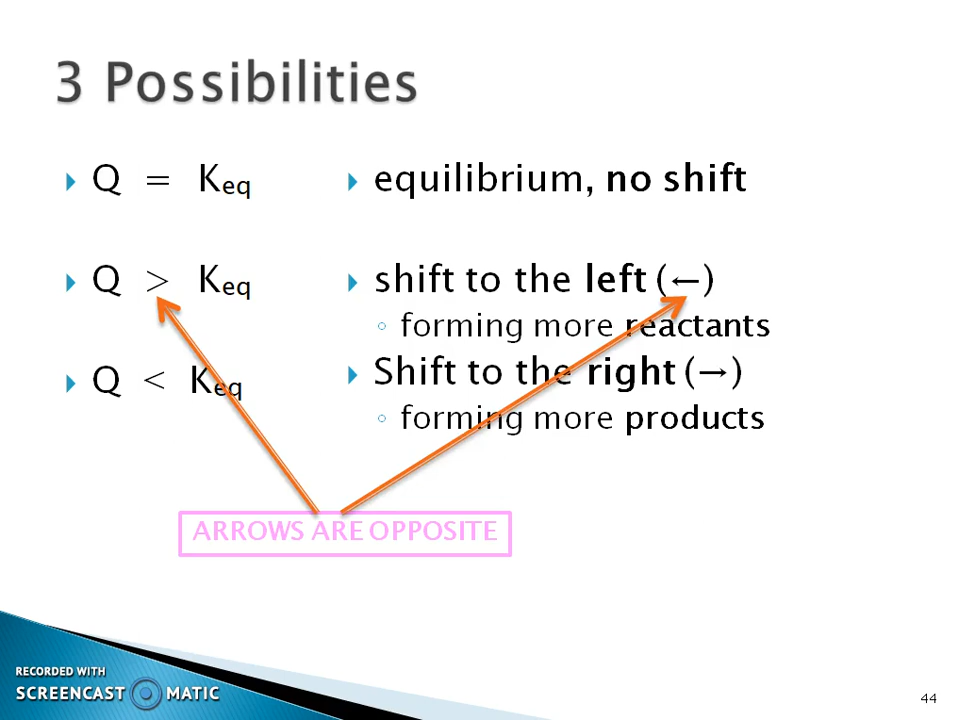 3 Possibilities
Q = Keq
equilibrium, no shift
Q > Keq
shift to the left (←)
forming more reactants
Q < Keq
Shift to the right (→)
forming more products
ARROWS ARE OPPOSITE
RECORDED WITH
SCREENCAST MATIC
44